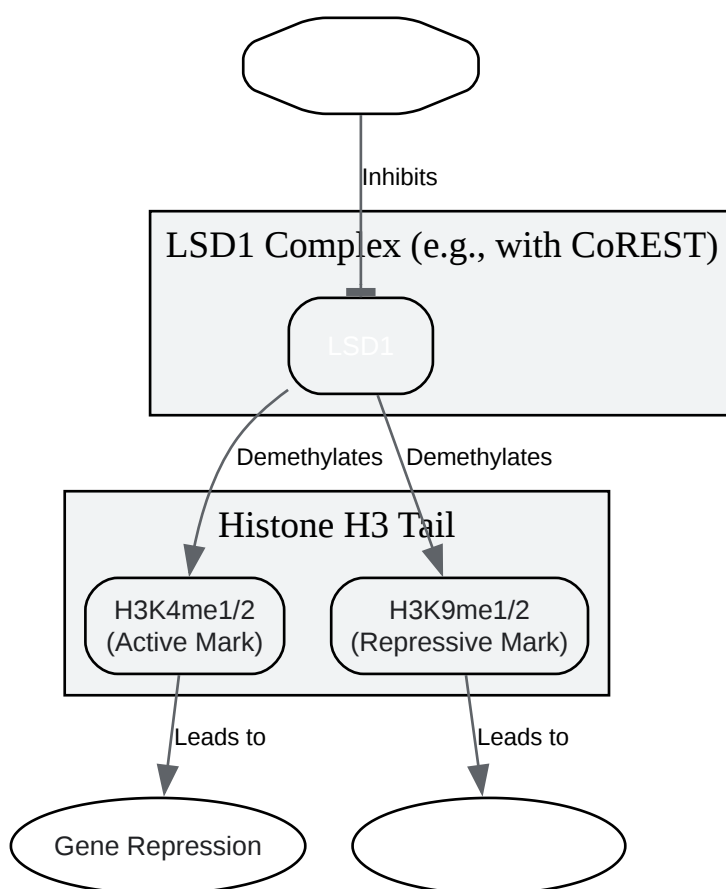 Inhibits
LSD1 Complex (e.g., with CoREST)
LSD1
Demethylates
Demethylates
Histone H3 Tail
H3K4me1/2
(Active Mark)
H3K9me1/2
(Repressive Mark)
Leads to
Leads to
Gene Repression